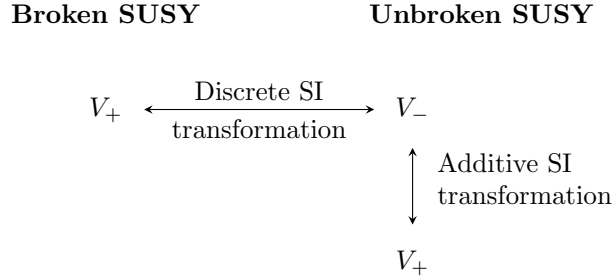 Broken SUSY Unbroken SUSY
V₊ Discrete SI transformation V₋
Additive SI
transformation
V₊